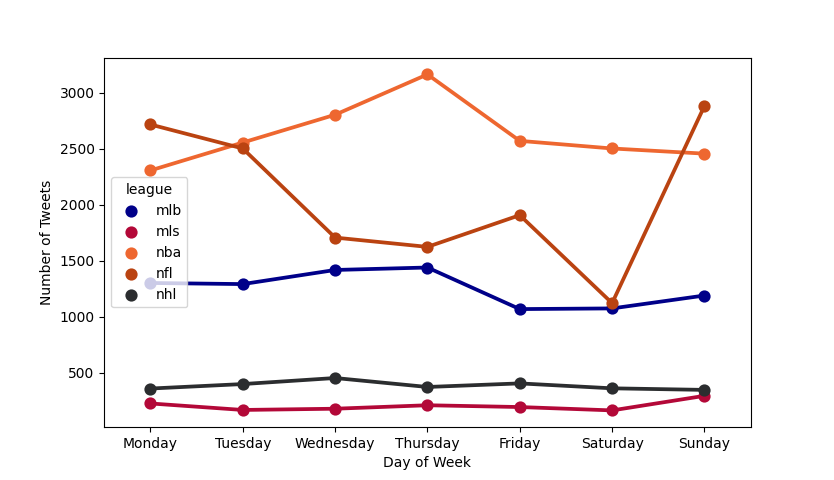 3000
2500
2000
1500
1000
500
Number of Tweets
league
mlb
mls
nba
nfl
nhl
Monday Tuesday Wednesday Thursday Friday Saturday Sunday
Day of Week